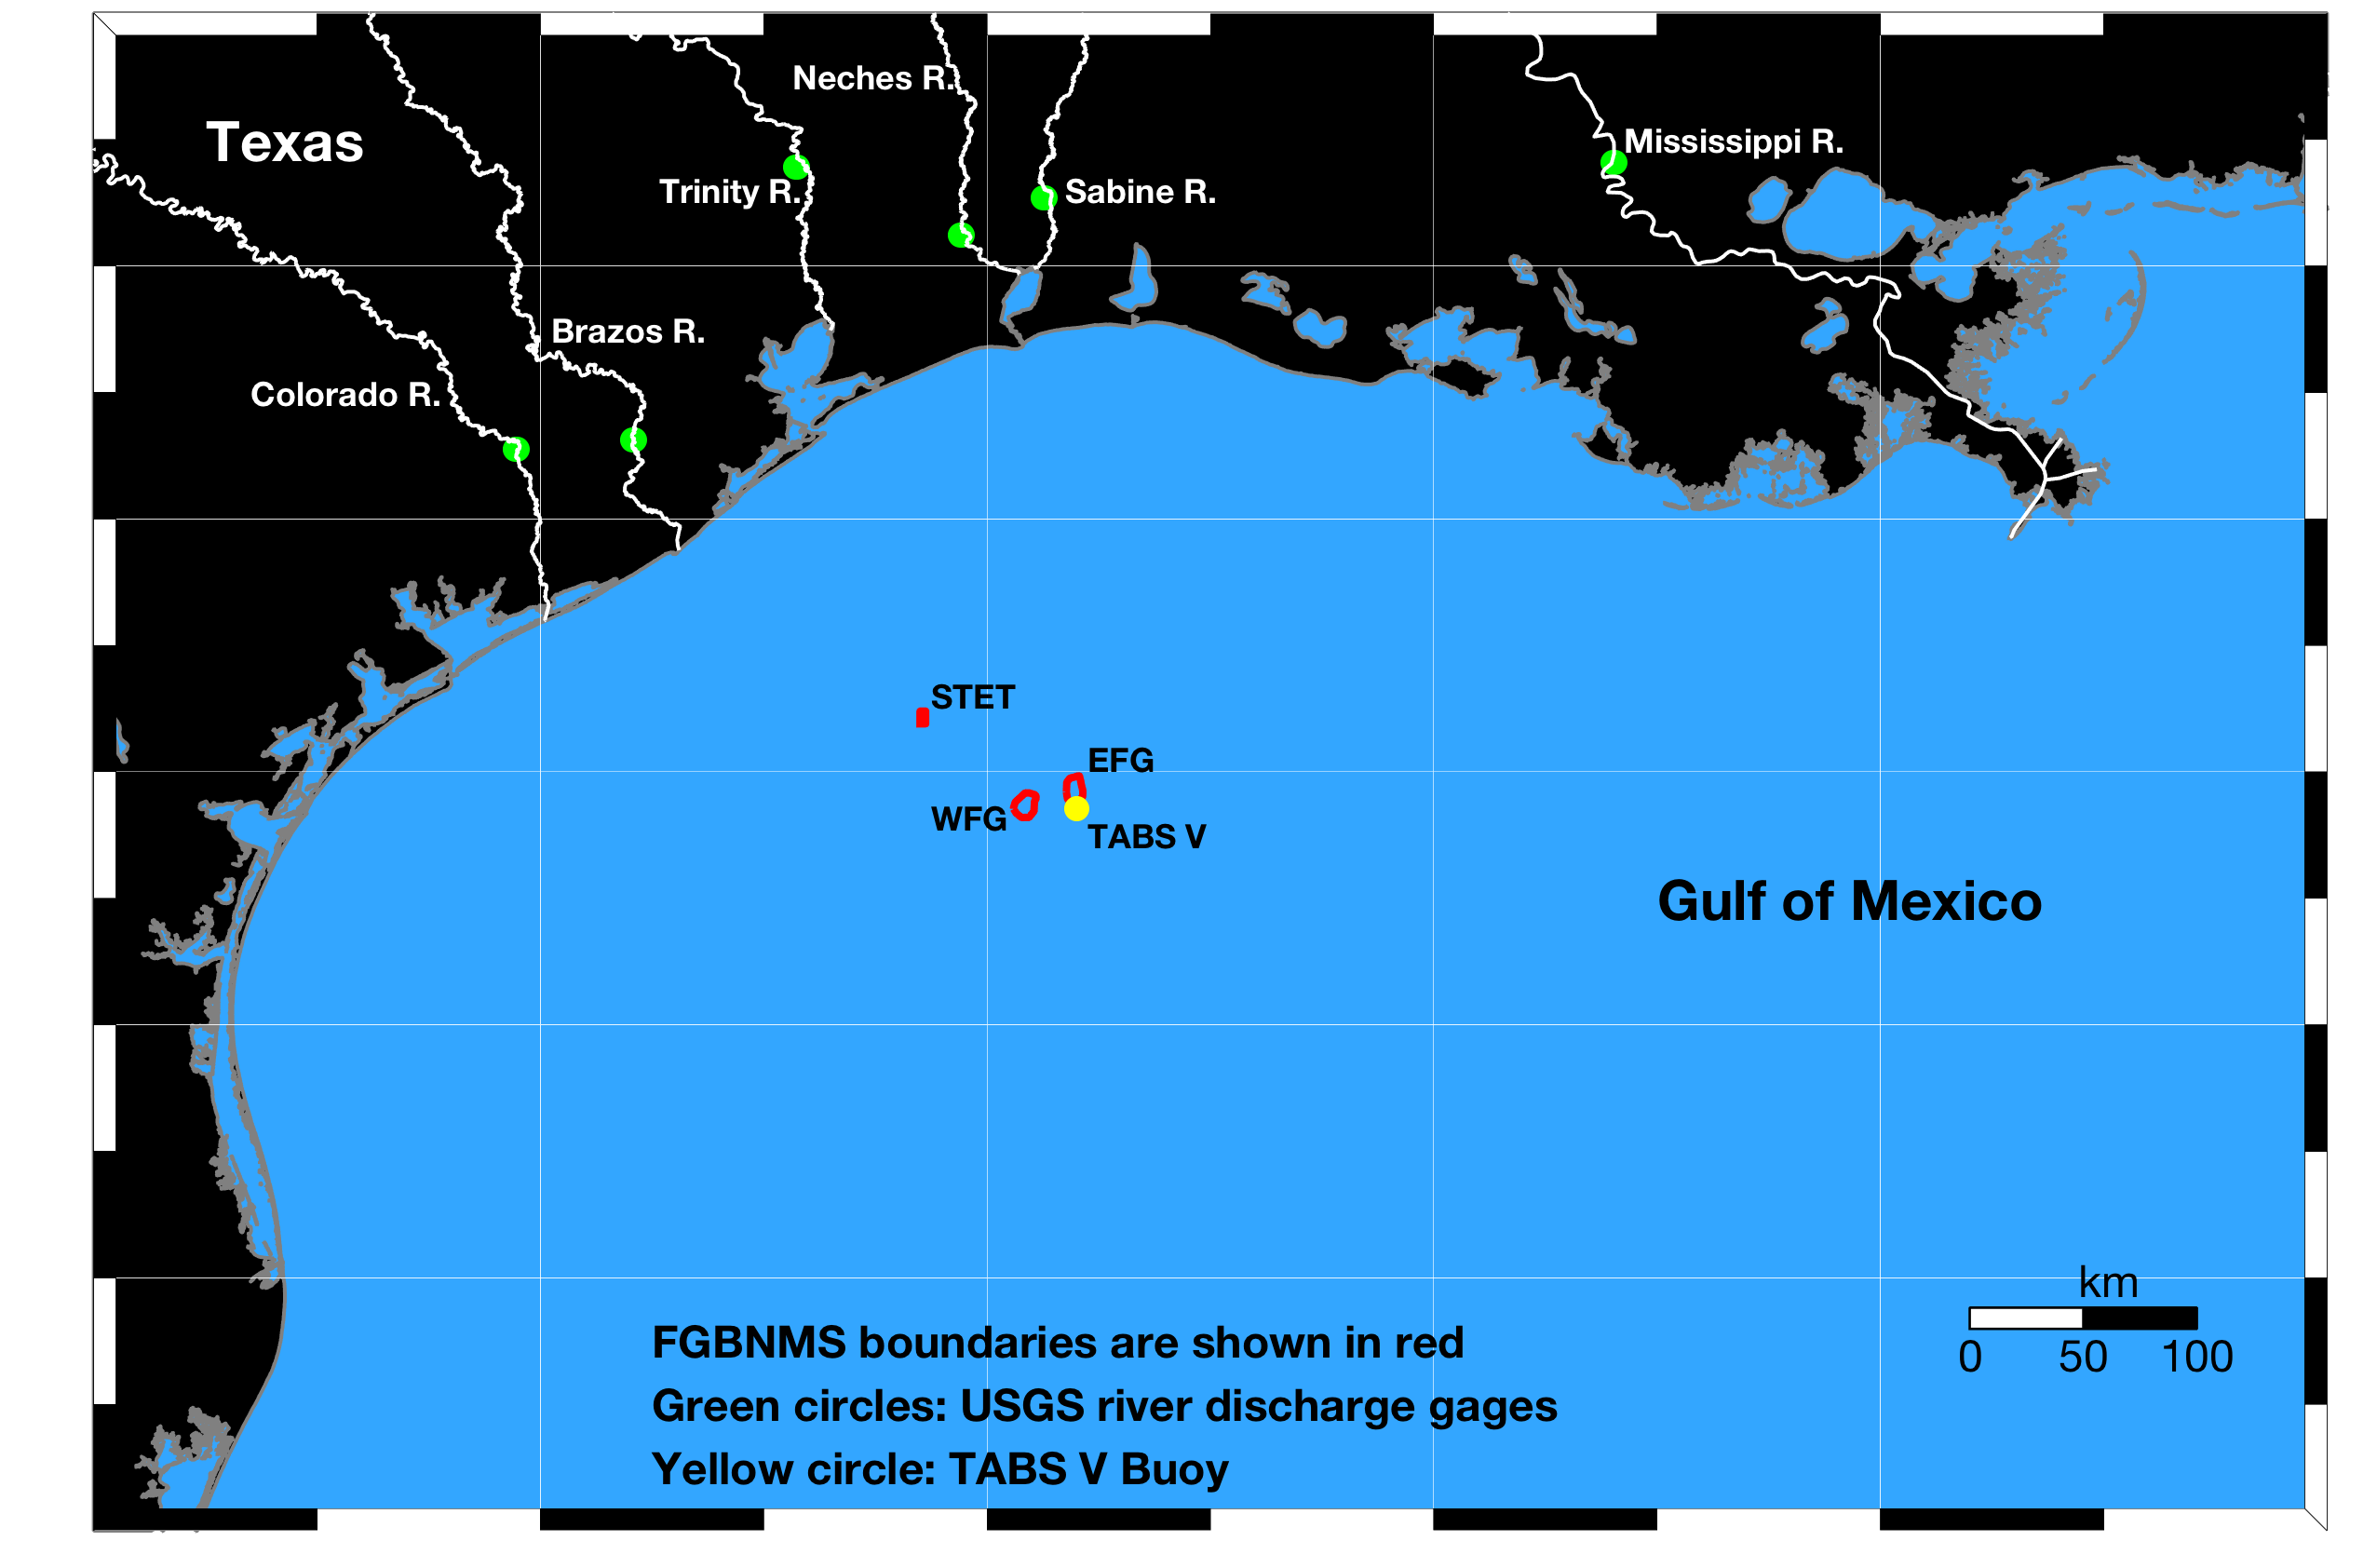 Neches R.
Texas
Mississippi R.
Trinity R.
Sabine R.
Brazos R.
Colorado R.
STET
EFG
WFG
TABS V
Gulf of Mexico
km
0 50 100
FGBNMS boundaries are shown in red
Green circles: USGS river discharge gages
Yellow circle: TABS V Buoy